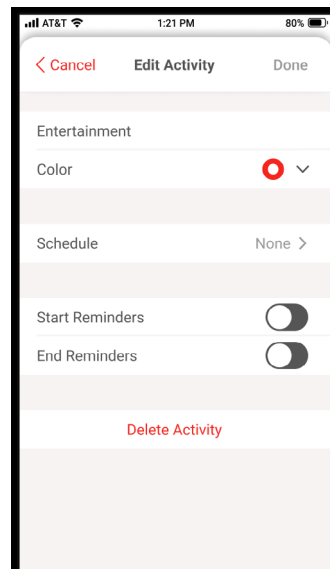 AT&T 1:21 PM 80%
Cancel Edit Activity Done
Entertainment
Color
Schedule None
Start Reminders
End Reminders
Delete Activity